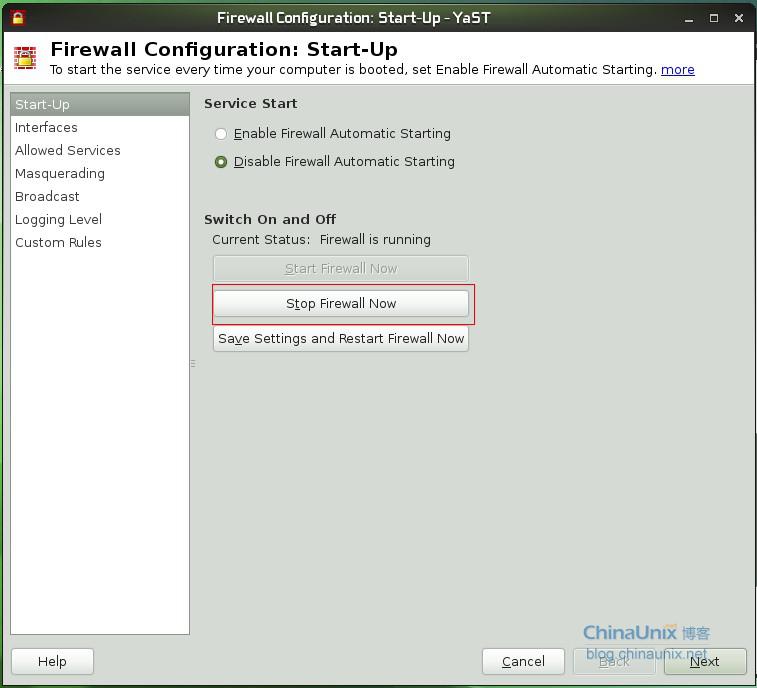 Firewall Configuration: Start-Up - YaST
Firewall Configuration: Start-Up
To start the service every time your computer is booted, set Enable Firewall Automatic Starting. more
Start-Up
Interfaces
Allowed Services
Masquerading
Broadcast
Logging Level
Custom Rules
Service Start
Enable Firewall Automatic Starting
Disable Firewall Automatic Starting
Switch On and Off
Current Status: Firewall is running
Start Firewall Now
Stop Firewall Now
Save Settings and Restart Firewall Now
ChinaUnix 博客
blog.chinaunix.net
Help
Cancel
Back
Next